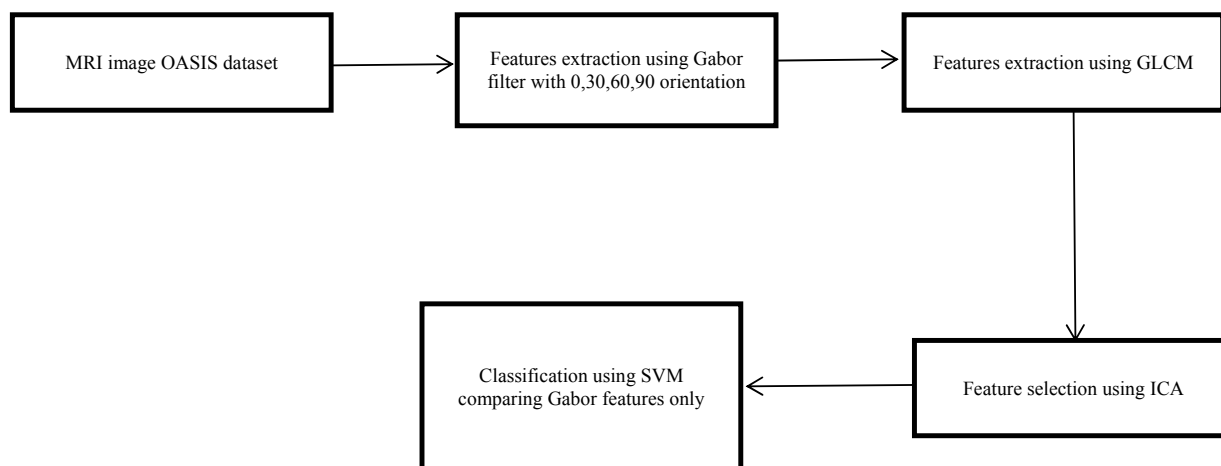 MRI image OASIS dataset
Features extraction using Gabor
filter with 0,30,60,90 orientation
Features extraction using GLCM
Feature selection using ICA
Classification using SVM
comparing Gabor features only